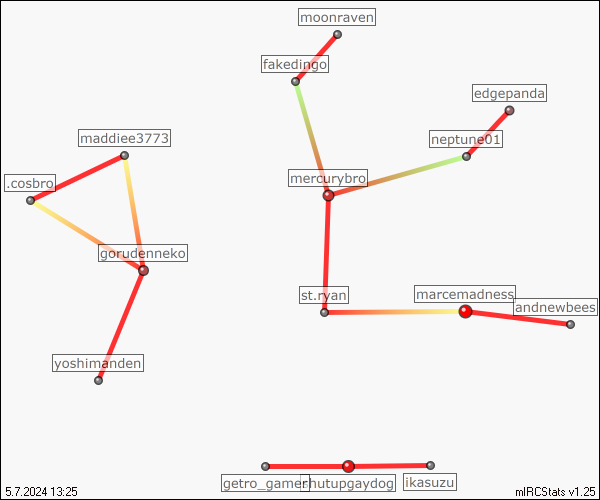 moonraven
fakedingo
edgepanda
maddiee3773
neptune01
.cosbro
mercurybro
gorudenneko
st.ryan
marcemadness
andnewbees
yoshimanden
getro_gamer
hutupgaydog
ikasuzu
5.7.2024 13:25
mIRCStats v1.25